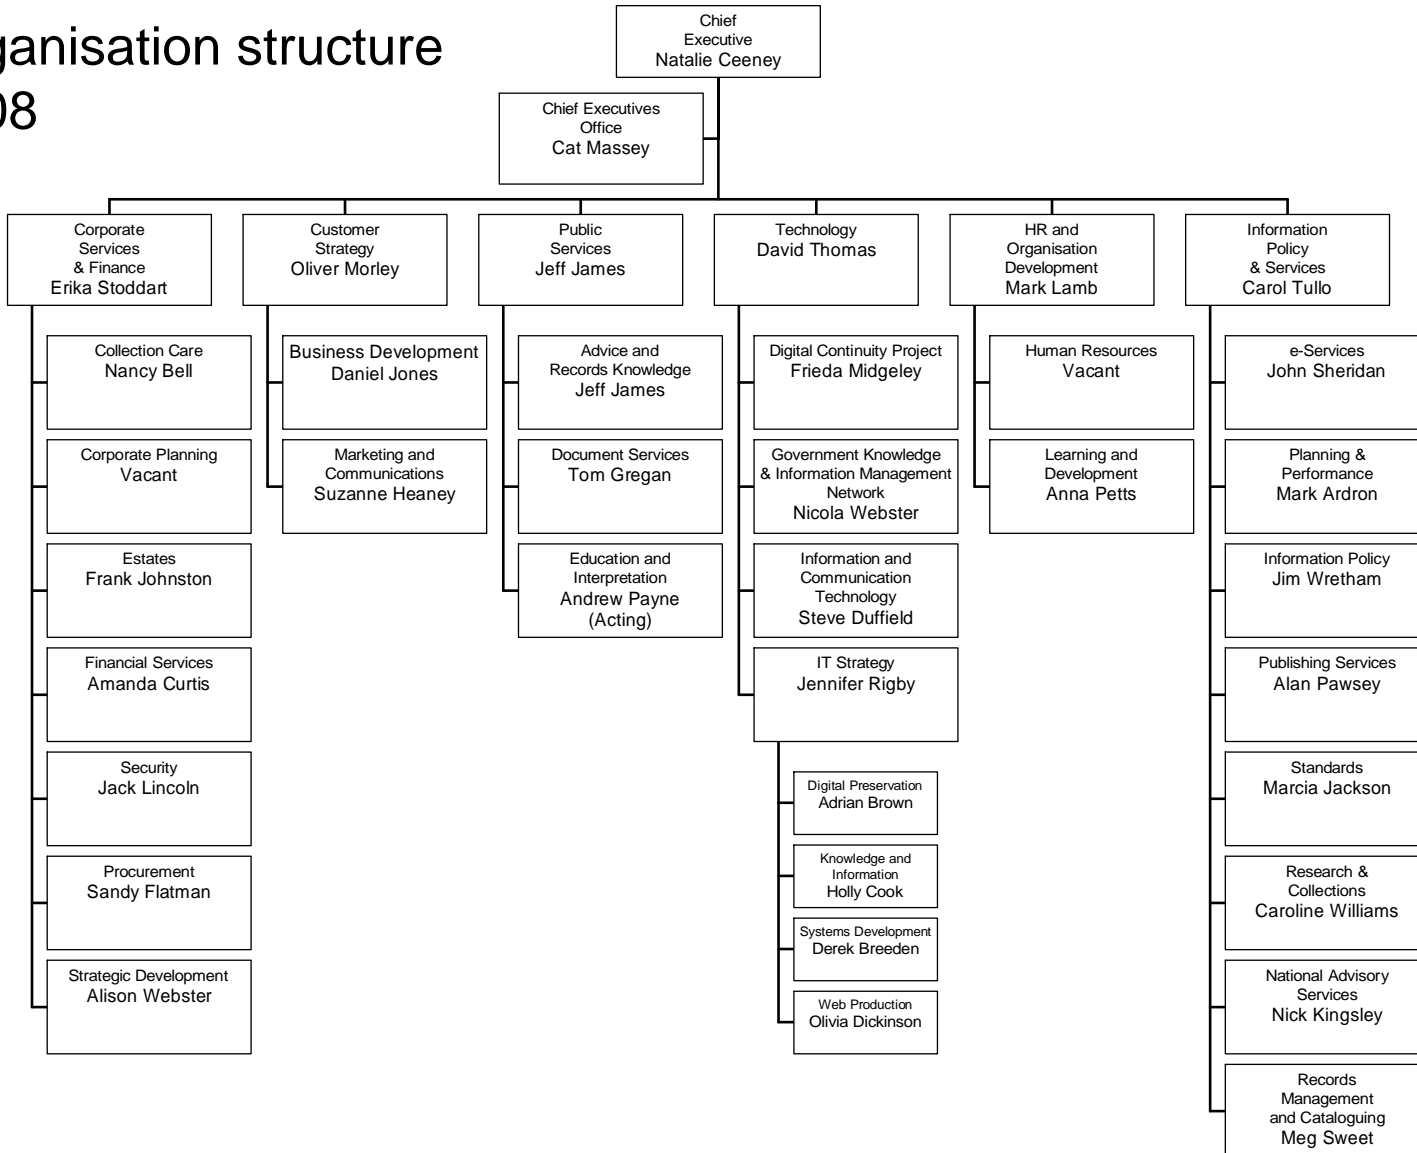 ganisation structure
08
Chief
Executive
Natalie Ceeney
Chief Executives
Office
Cat Massey
Corporate
Services
& Finance
Erika Stoddart
Customer
Strategy
Oliver Morley
Public
Services
Jeff James
Technology
David Thomas
HR and
Organisation
Development
Mark Lamb
Information
Policy
& Services
Carol Tullo
Collection Care
Nancy Bell
Corporate Planning
Vacant
Estates
Frank Johnston
Financial Services
Amanda Curtis
Security
Jack Lincoln
Procurement
Sandy Flatman
Strategic Development
Alison Webster
Business Development
Daniel Jones
Marketing and
Communications
Suzanne Heaney
Advice and
Records Knowledge
Jeff James
Document Services
Tom Gregan
Education and
Interpretation
Andrew Payne
(Acting)
Digital Continuity Project
Frieda Midgeley
Government Knowledge
& Information Management
Network
Nicola Webster
Information and
Communication
Technology
Steve Duffield
IT Strategy
Jennifer Rigby
Digital Preservation
Adrian Brown
Knowledge and
Information
Holly Cook
Systems Development
Derek Breeden
Web Production
Olivia Dickinson
Human Resources
Vacant
Learning and
Development
Anna Petts
e-Services
John Sheridan
Planning &
Performance
Mark Ardron
Information Policy
Jim Wretham
Publishing Services
Alan Pawsey
Standards
Marcia Jackson
Research &
Collections
Caroline Williams
National Advisory
Services
Nick Kingsley
Records
Management
and Cataloguing
Meg Sweet